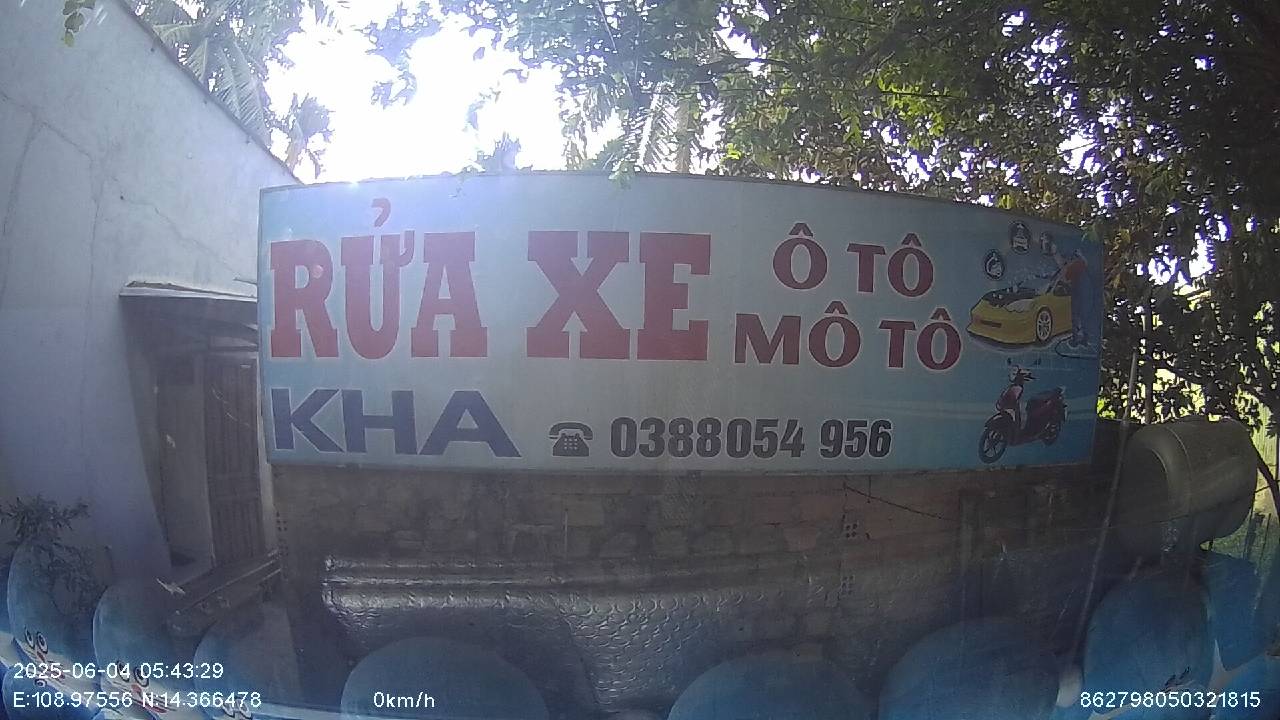 RỬA XE
Ô TÔ
MÔ TÔ
KHA
☎ 0388054 956
2025-06-04 05:43:29
E:108.97556 N:14.366478
0km/h
862798050321815